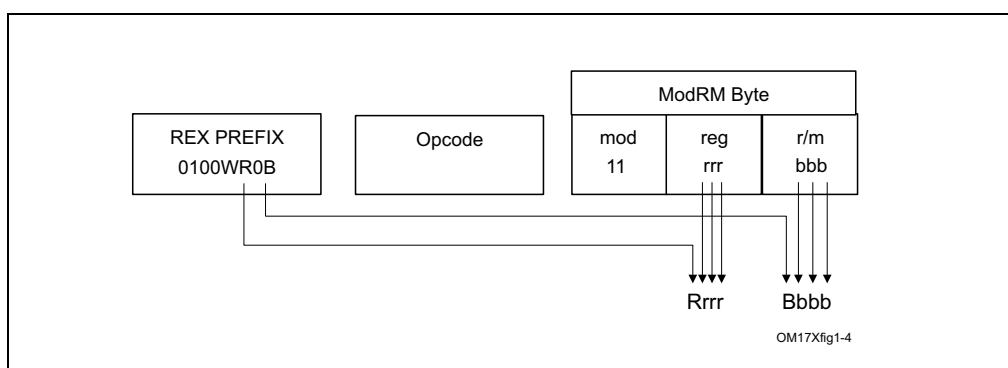 ModRM Byte
REX PREFIX Opcode mod reg r/m
0100WR0B 11 rrr bbb
Rrrr Bbbb
OM17Xfig1-4